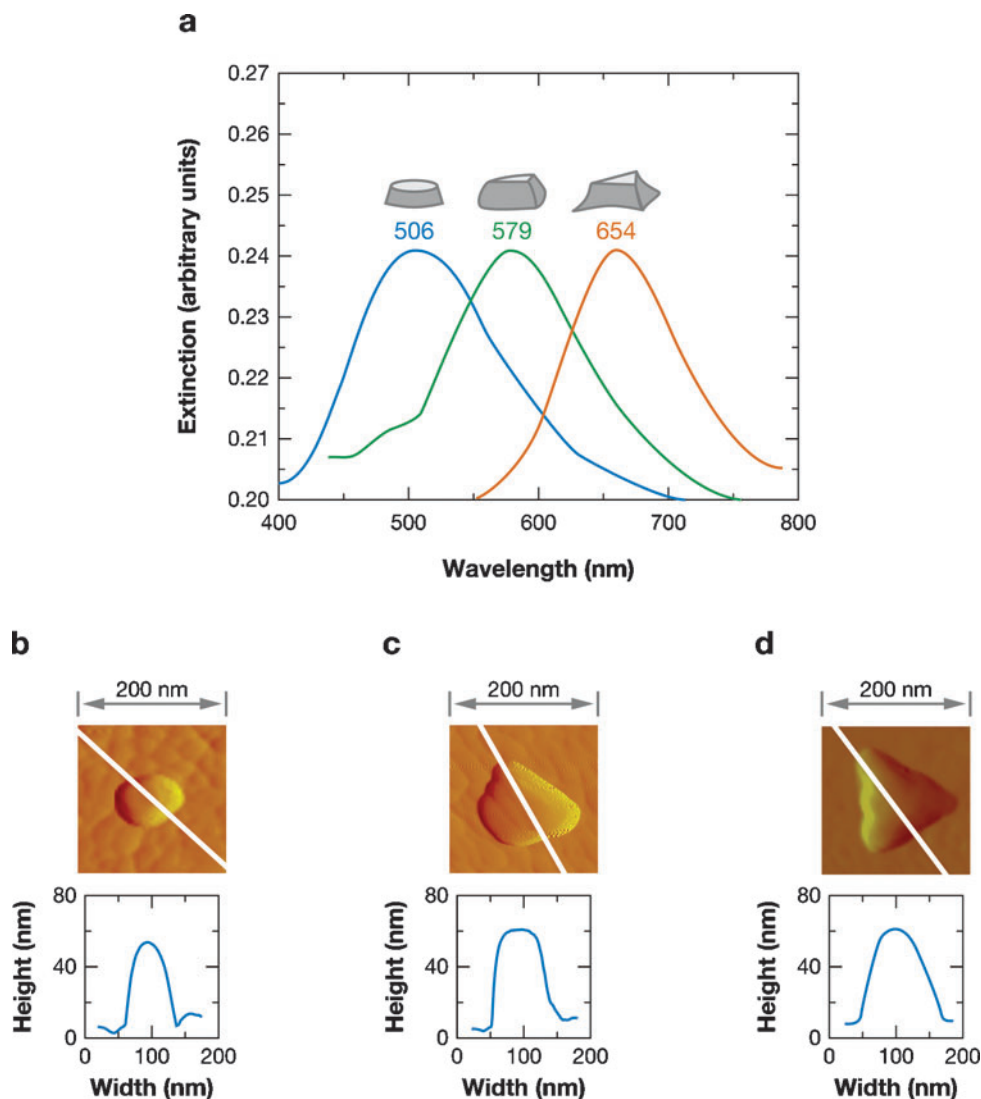 a
0.27
0.26
0.25
0.24
0.23
0.22
0.21
0.20
Extinction (arbitrary units)
506 579 654
400 500 600 700 800
Wavelength (nm)
b c d
200 nm 200 nm 200 nm
80 80 80
40 40 40
0 0 0
Height (nm) Height (nm) Height (nm)
0 100 200 0 100 200 0 100 200
Width (nm) Width (nm) Width (nm)